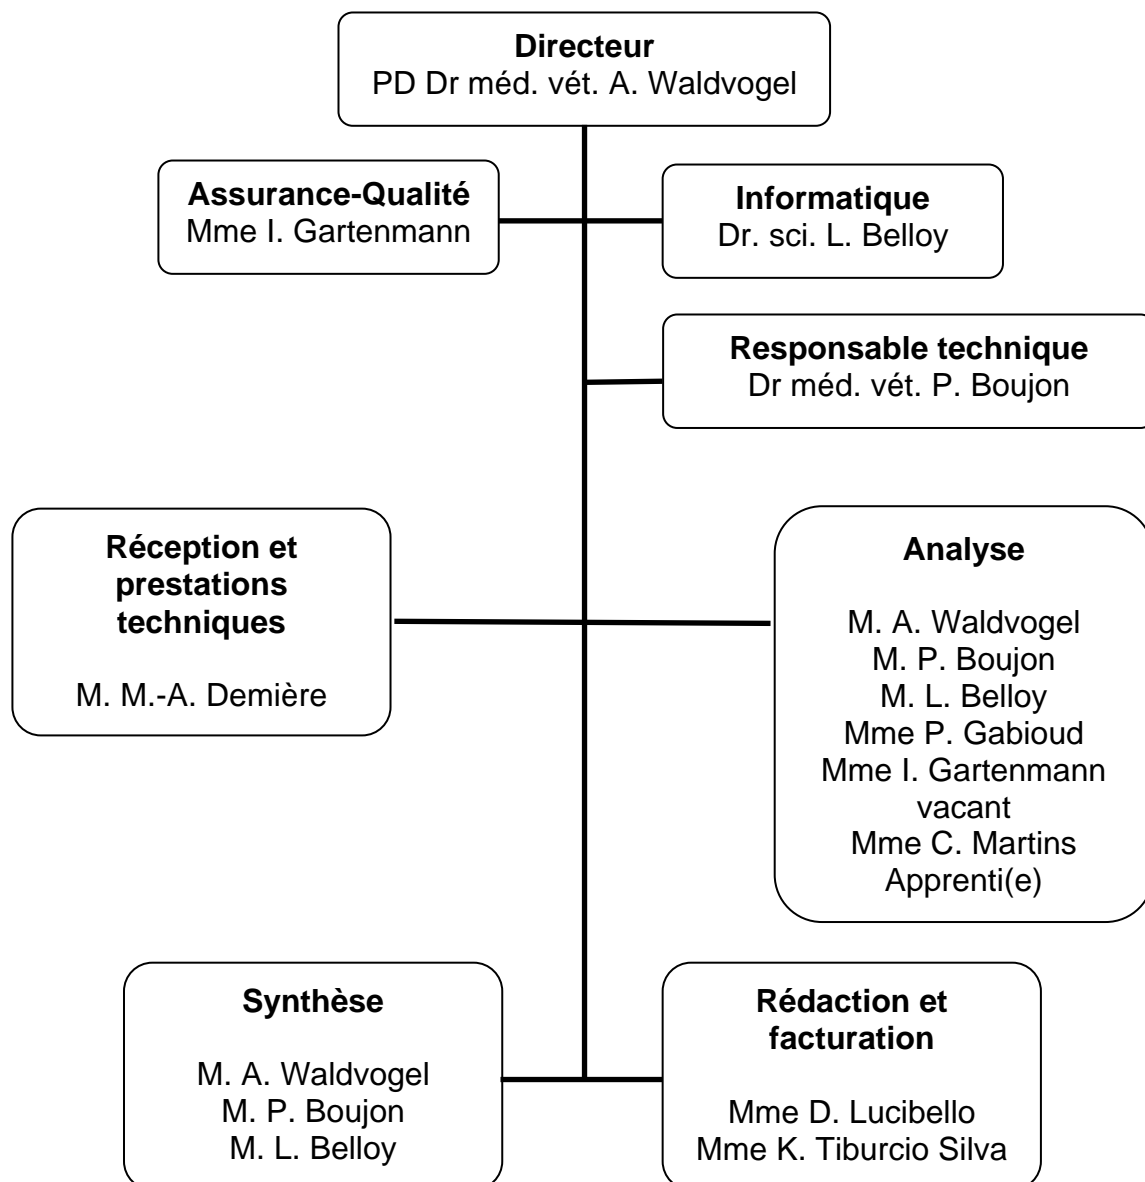 Directeur
PD Dr méd. vét. A. Waldvogel
Assurance-Qualité
Mme I. Gartenmann
Informatique
Dr. sci. L. Belloy
Responsable technique
Dr méd. vét. P. Boujon
Réception et
prestations
techniques
M. M.-A. Demière
Analyse
M. A. Waldvogel
M. P. Boujon
M. L. Belloy
Mme P. Gabioud
Mme I. Gartenmann
vacant
Mme C. Martins
Apprenti(e)
Synthèse
M. A. Waldvogel
M. P. Boujon
M. L. Belloy
Rédaction et
facturation
Mme D. Lucibello
Mme K. Tiburcio Silva